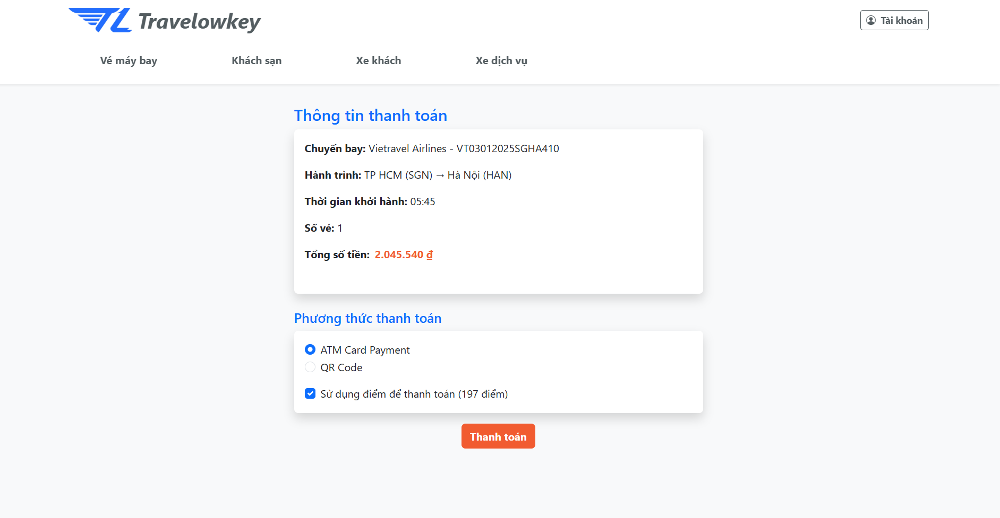 TL Travelowkey
Tài khoản
Vé máy bay Khách sạn Xe khách Xe dịch vụ
Thông tin thanh toán
Chuyến bay: Vietravel Airlines - VT03012025SGHA410
Hành trình: TP HCM (SGN) → Hà Nội (HAN)
Thời gian khởi hành: 05:45
Số vé: 1
Tổng số tiền: 2.045.540 ₫
Phương thức thanh toán
ATM Card Payment
QR Code
Sử dụng điểm để thanh toán (197 điểm)
Thanh toán